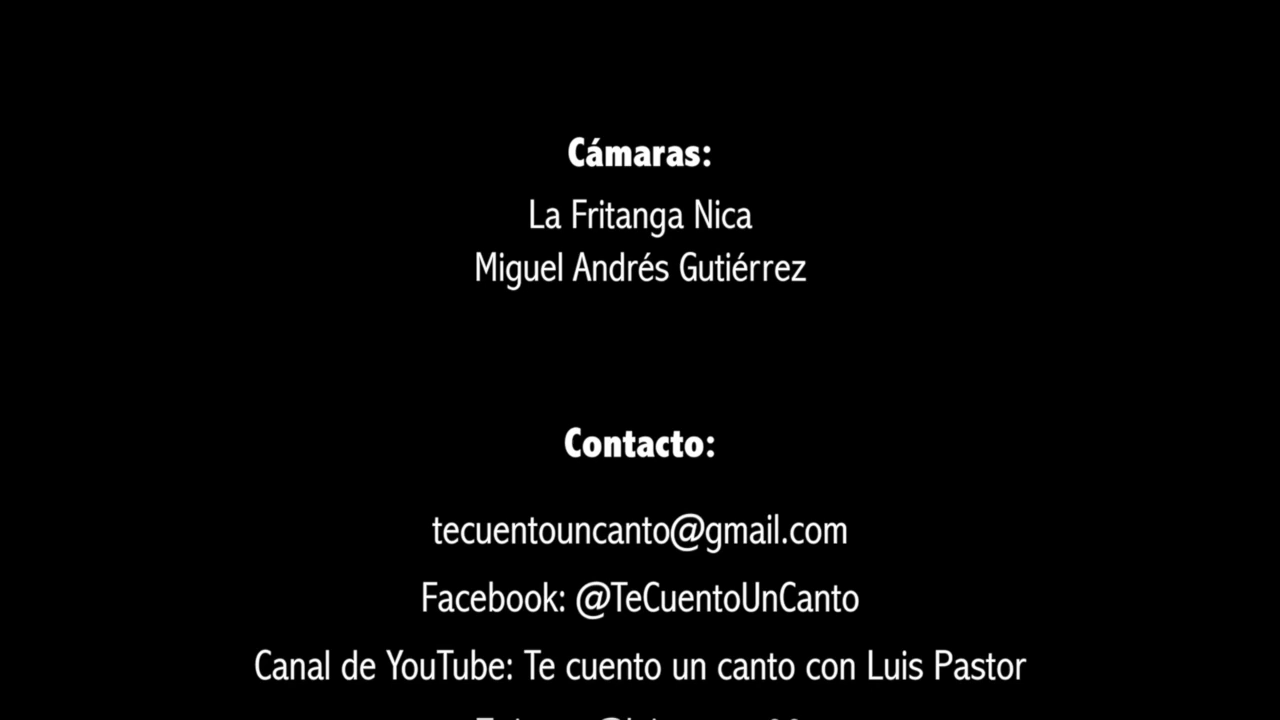 Cámaras:
La Fritanga Nica
Miguel Andrés Gutiérrez
Contacto:
tecuentouncanto@gmail.com
Facebook: @TeCuentoUnCanto
Canal de YouTube: Te cuento un canto con Luis Pastor